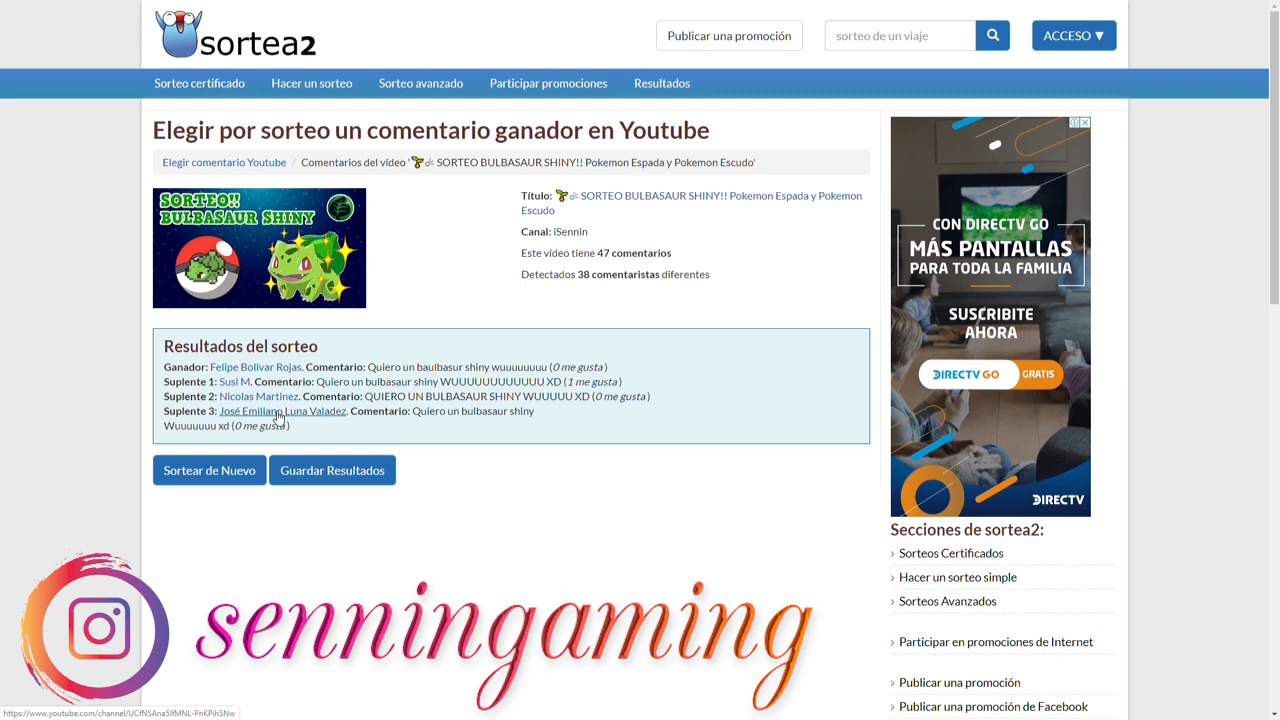 sortea2
Publicar una promoción
sorteo de un viaje
ACCESO ▼
Sorteo certificado
Hacer un sorteo
Sorteo avanzado
Participar promociones
Resultados
Elegir por sorteo un comentario ganador en Youtube
Elegir comentario Youtube / Comentarios del vídeo '🌱 SORTEO BULBASAUR SHINY!! Pokemon Espada y Pokemon Escudo'
SORTEO!!
BULBASAUR SHINY
Título: SORTEO BULBASAUR SHINY!! Pokemon Espada y Pokemon
Escudo
Canal: iSennin
Este vídeo tiene 47 comentarios
Detectados 38 comentaristas diferentes
Resultados del sorteo
Ganador: Felipe Bolivar Rojas. Comentario: Quiero un baulbasur shiny wuuuuuuu (0 me gusta )
Suplente 1: Susi M. Comentario: Quiero un bulbasaur shiny WUUUUUUUUUUUU XD (1 me gusta )
Suplente 2: Nicolas Martinez. Comentario: QUIERO UN BULBASAUR SHINY WUUUUU XD (0 me gusta )
Suplente 3: José Emiliano Luna Valadez. Comentario: Quiero un bulbasaur shiny
Wuuuuuuu xd (0 me gusta )
Sortear de Nuevo
Guardar Resultados
CON DIRECTV GO
MÁS PANTALLAS
PARA TODA LA FAMILIA
SUSCRIBITE
AHORA
DIRECTV GO
GRATIS
DIRECTV
Secciones de sortea2:
Sorteos Certificados
Hacer un sorteo simple
Sorteos Avanzados
Participar en promociones de Internet
Publicar una promoción
Publicar una promoción de Facebook
senningaming